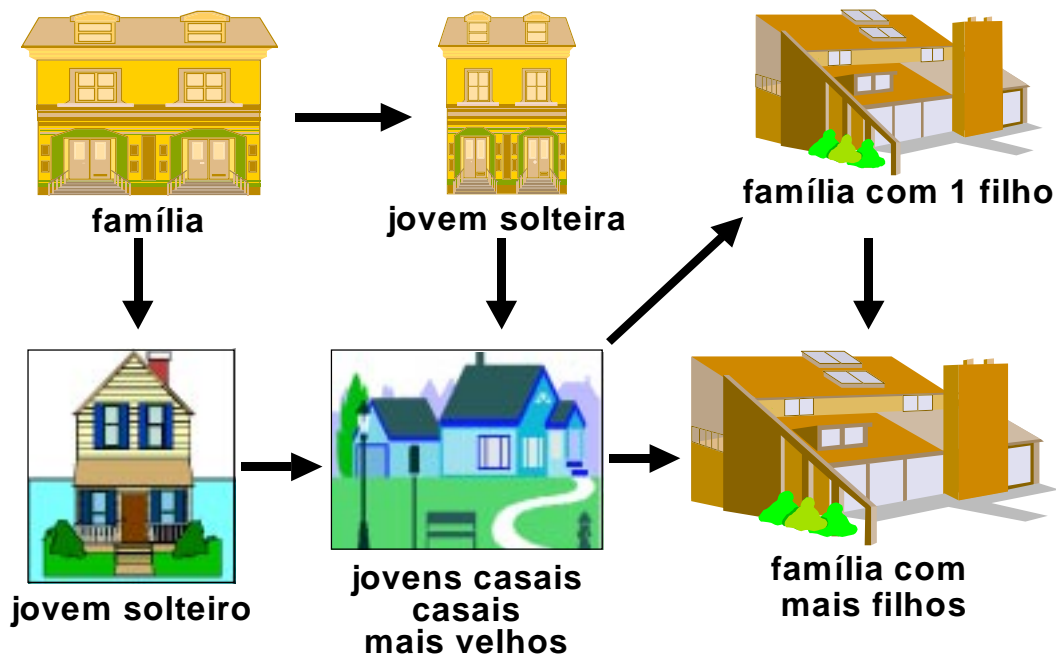 família
jovem solteira
família com 1 filho
jovem solteiro
jovens casais
casais
mais velhos
família com
mais filhos